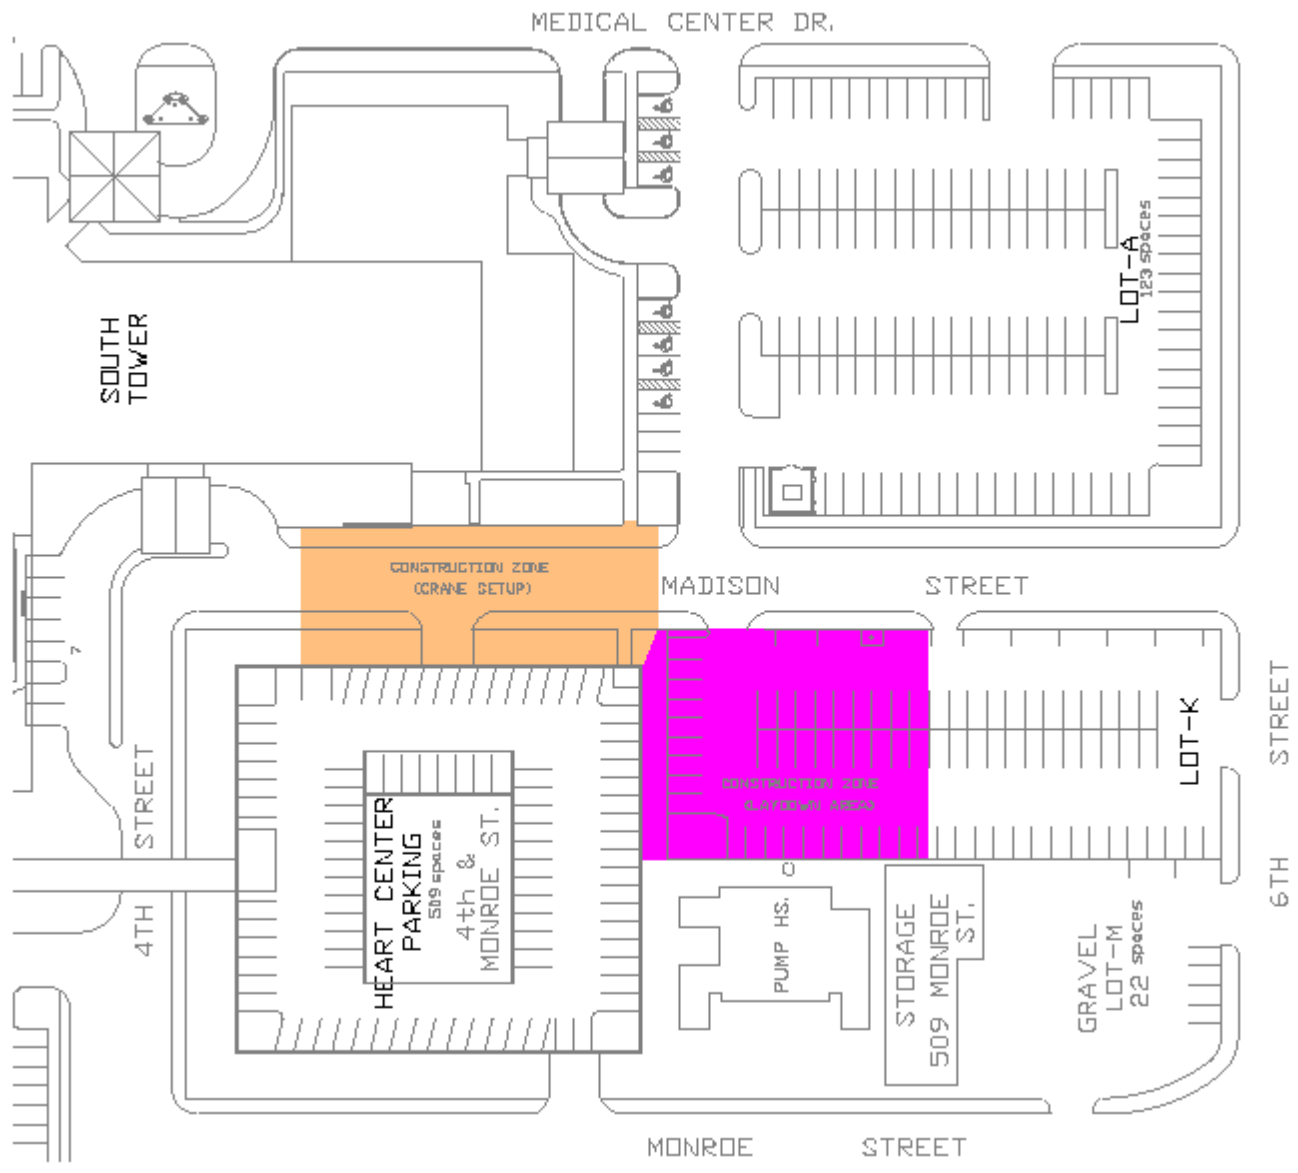 MEDICAL CENTER DR.
LOT-A
123 spaces
SOUTH
TOWER
CONSTRUCTION ZONE
(CRANE SETUP)
MADISON STREET
7
LOT-K
STREET
6TH
CONSTRUCTION ZONE
(LAYDOWN AREA)
4TH STREET
HEART CENTER
PARKING
509 spaces
4th &
MONROE ST.
PUMP HS.
STORAGE
509 MONROE
ST.
GRAVEL
LOT-M
22 spaces
MONROE STREET